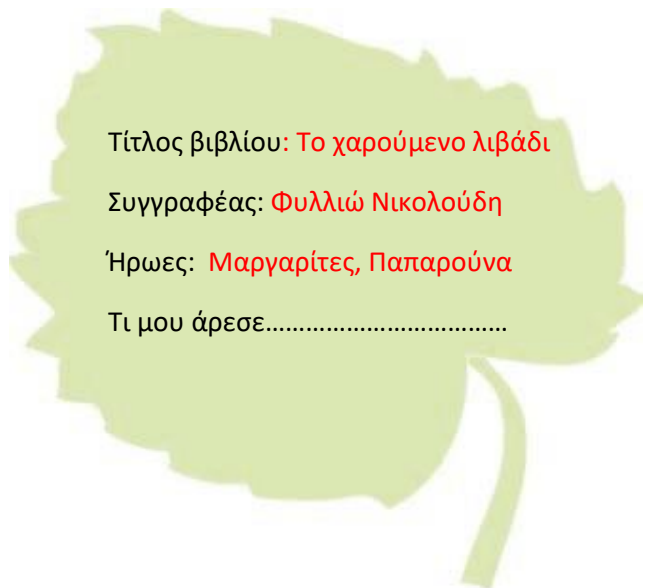 Τίτλος βιβλίου: Το χαρούμενο λιβάδι
Συγγραφέας: Φυλλιώ Νικολούδη
Ήρωες: Μαργαρίτες, Παπαρούνα
Τι μου άρεσε……………………………